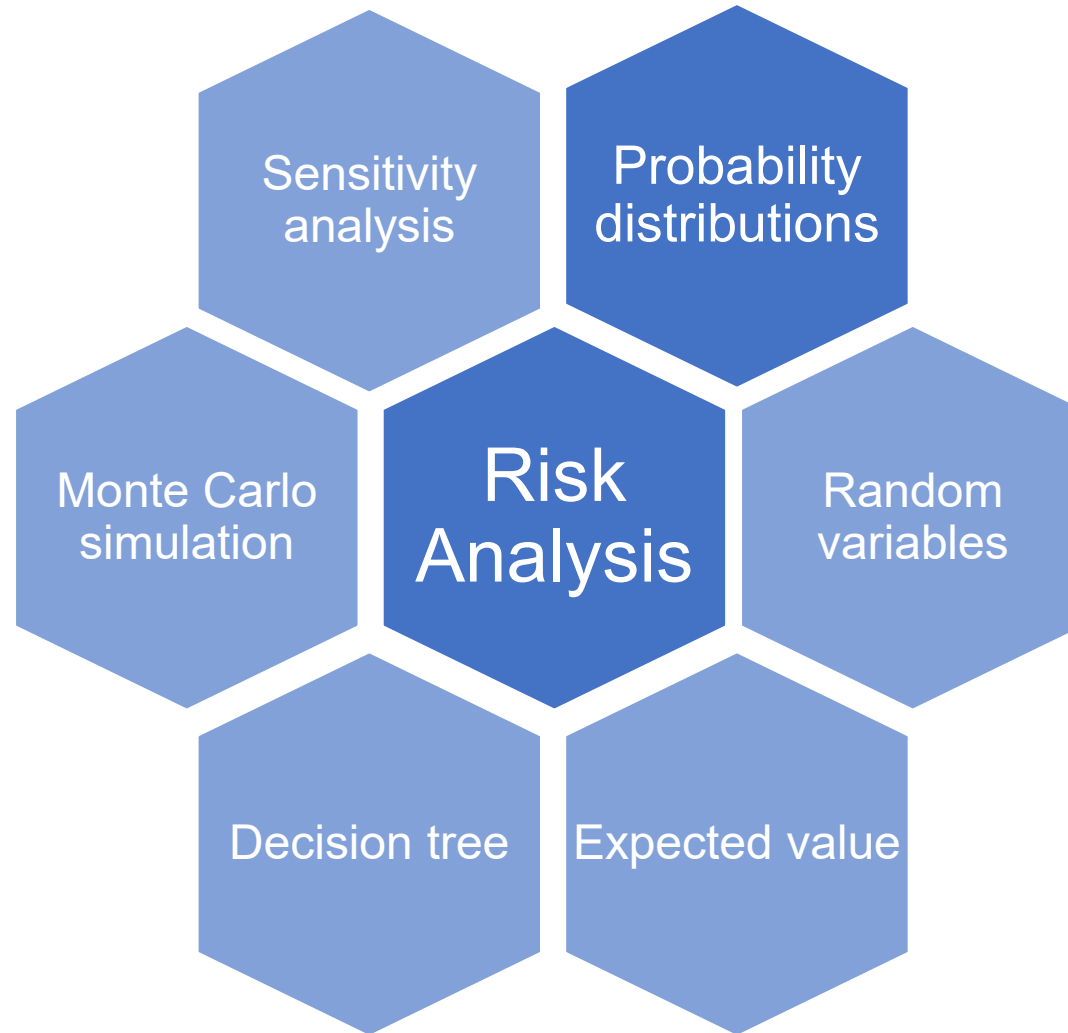 Sensitivity
analysis
Probability
distributions
Monte Carlo
simulation
Risk
Analysis
Random
variables
Decision tree
Expected value